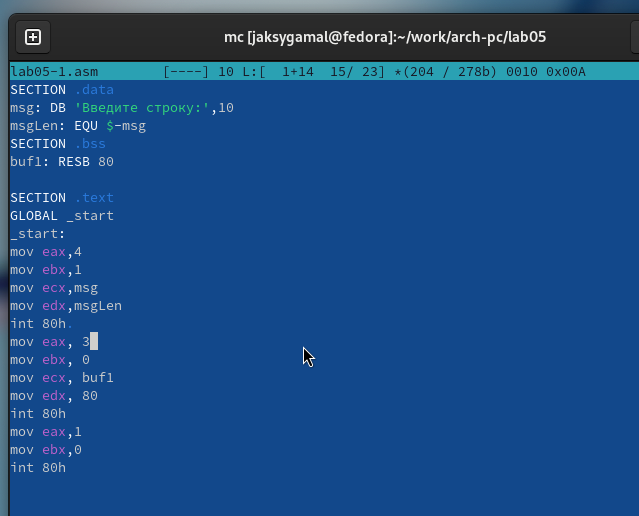 mc [jaksygamal@fedora]:~/work/arch-pc/lab05
lab05-1.asm [----] 10 L:[ 1+14 15/ 23] *(204 / 278b) 0010 0x00A
SECTION .data
msg: DB 'Введите строку:',10
msgLen: EQU $-msg
SECTION .bss
buf1: RESB 80
SECTION .text
GLOBAL _start
_start:
mov eax,4
mov ebx,1
mov ecx,msg
mov edx,msgLen
int 80h.
mov eax, 3
mov ebx, 0
mov ecx, buf1
mov edx, 80
int 80h
mov eax,1
mov ebx,0
int 80h